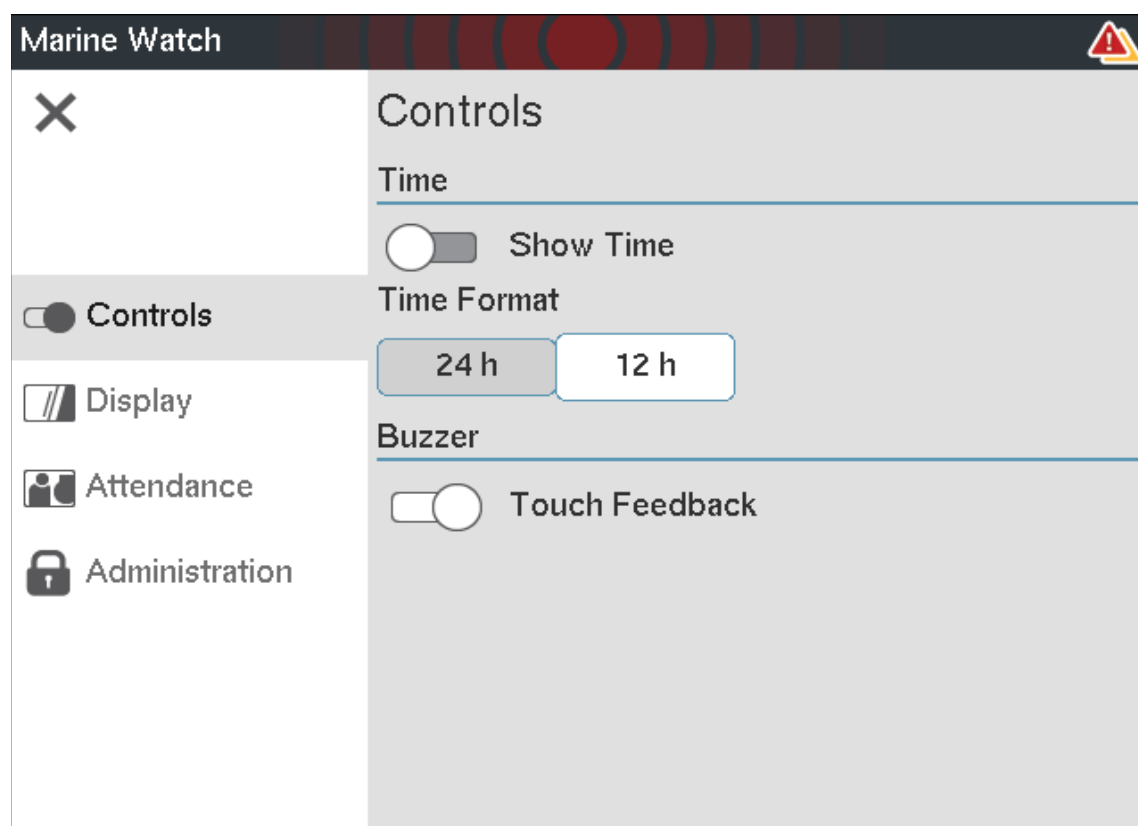 Marine Watch
Controls
Time
Show Time
Time Format
24 h
12 h
Buzzer
Touch Feedback
Controls
Display
Attendance
Administration